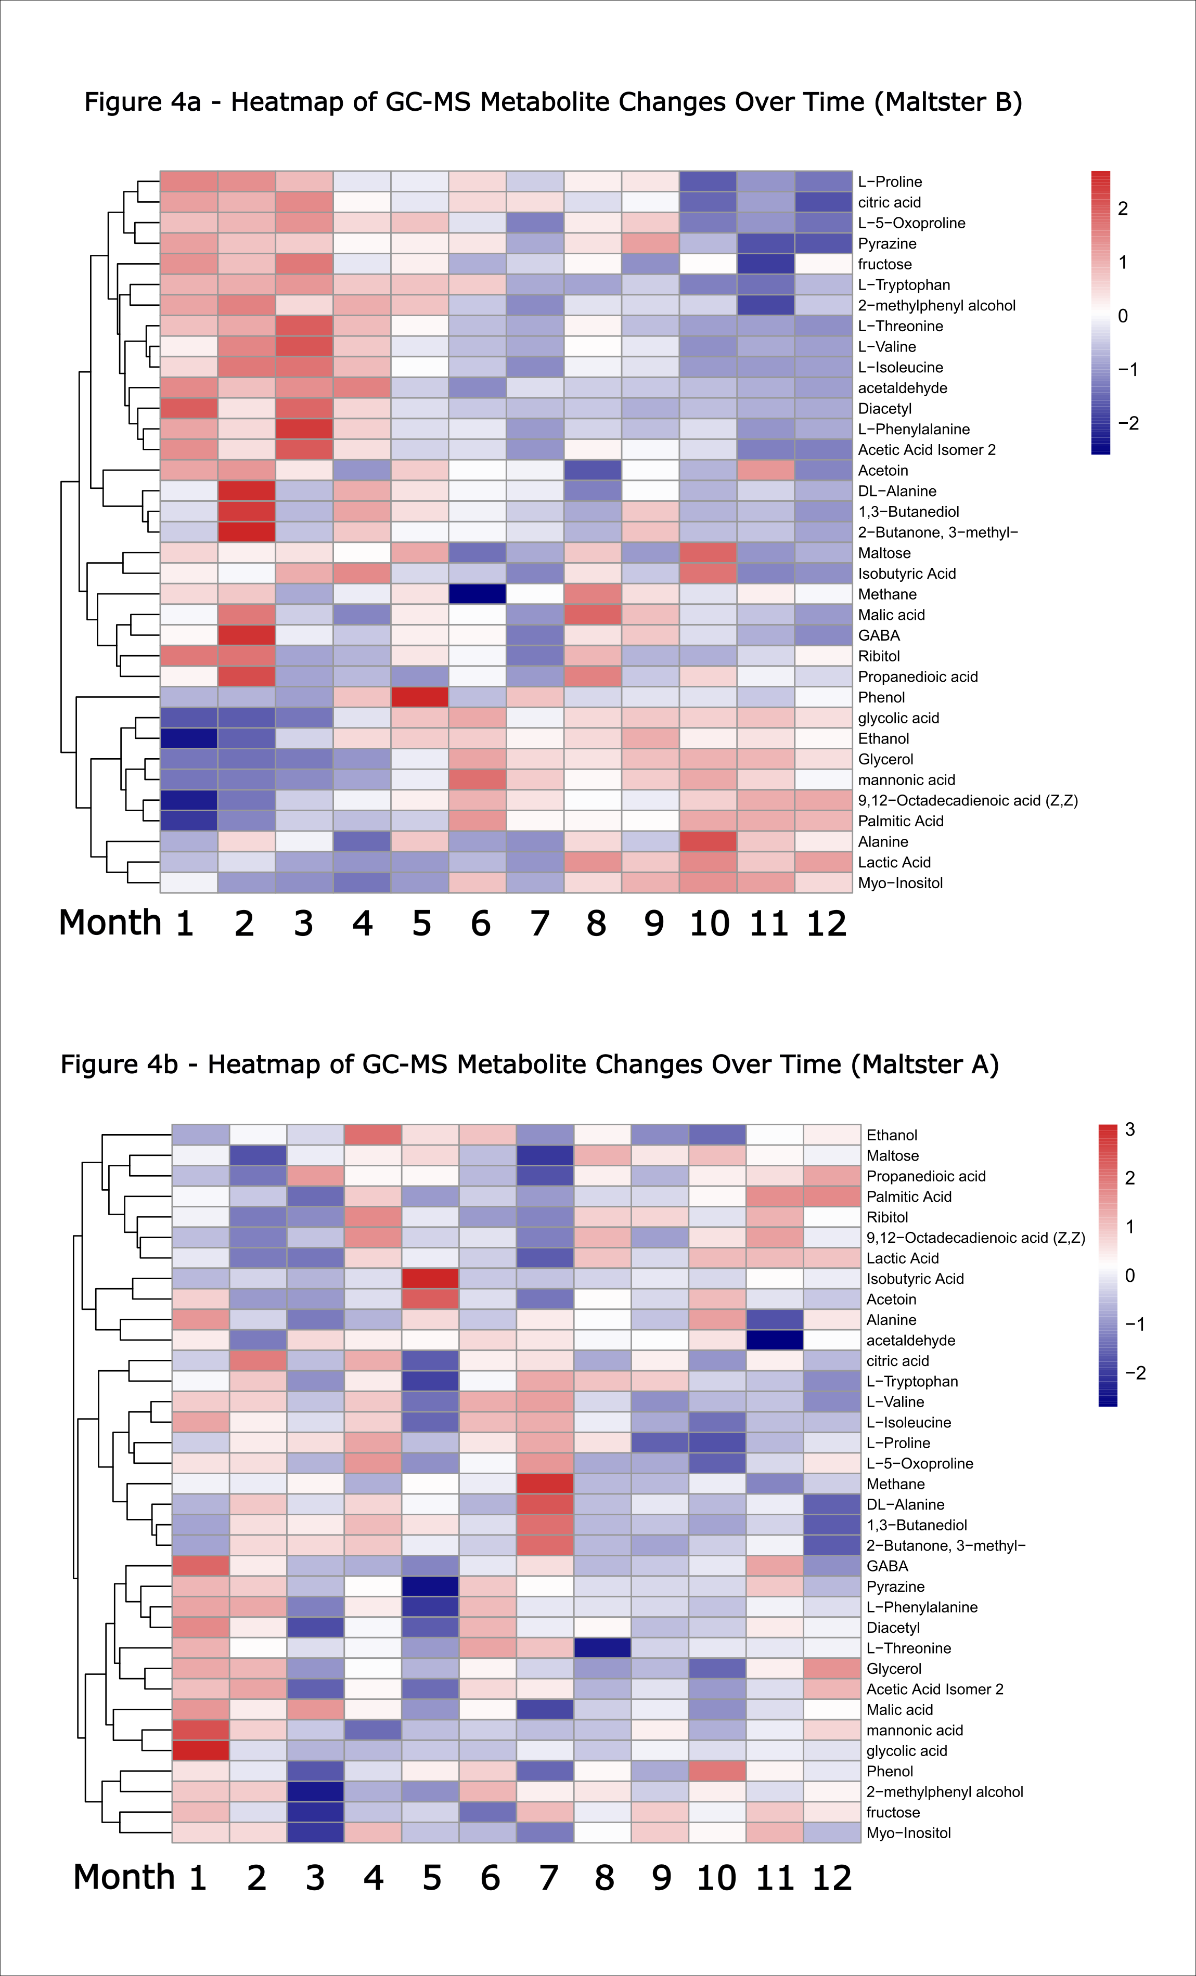 Figure 4a - Heatmap of GC-MS Metabolite Changes Over Time (Maltster B)
L−Proline
citric acid
L−5−Oxoproline
Pyrazine
fructose
L−Tryptophan
2−methylphenyl alcohol
L−Threonine
L−Valine
L−Isoleucine
acetaldehyde
Diacetyl
L−Phenylalanine
Acetic Acid Isomer 2
Acetoin
DL−Alanine
1,3−Butanediol
2−Butanone, 3−methyl−
Maltose
Isobutyric Acid
Methane
Malic acid
GABA
Ribitol
Propanedioic acid
Phenol
glycolic acid
Ethanol
Glycerol
mannonic acid
9,12−Octadecadienoic acid (Z,Z)
Palmitic Acid
Alanine
Lactic Acid
Myo−Inositol
2
1
0
−1
−2
Month 1 2 3 4 5 6 7 8 9 10 11 12
Figure 4b - Heatmap of GC-MS Metabolite Changes Over Time (Maltster A)
Ethanol
Maltose
Propanedioic acid
Palmitic Acid
Ribitol
9,12−Octadecadienoic acid (Z,Z)
Lactic Acid
Isobutyric Acid
Acetoin
Alanine
acetaldehyde
citric acid
L−Tryptophan
L−Valine
L−Isoleucine
L−Proline
L−5−Oxoproline
Methane
DL−Alanine
1,3−Butanediol
2−Butanone, 3−methyl−
GABA
Pyrazine
L−Phenylalanine
Diacetyl
L−Threonine
Glycerol
Acetic Acid Isomer 2
Malic acid
mannonic acid
glycolic acid
Phenol
2−methylphenyl alcohol
fructose
Myo−Inositol
3
2
1
0
−1
−2
Month 1 2 3 4 5 6 7 8 9 10 11 12